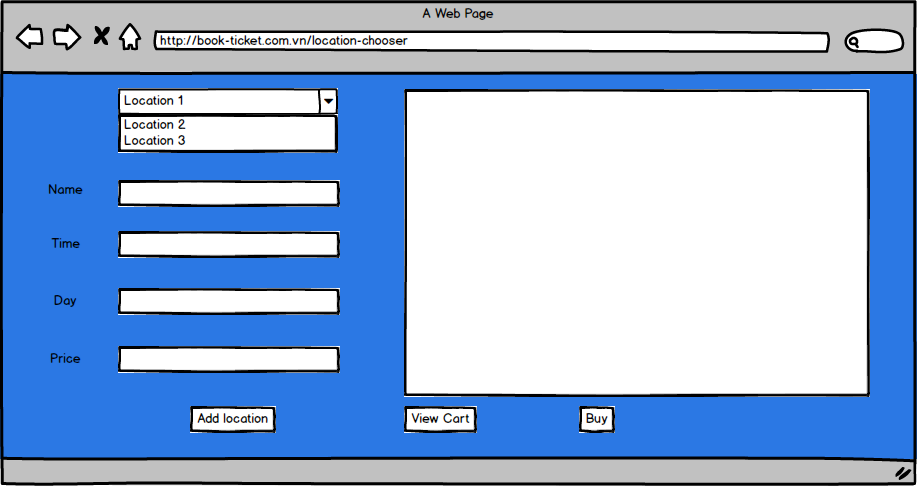 A Web Page
http://book-ticket.com.vn/location-chooser
Location 1
Location 2
Location 3
Name
Time
Day
Price
Add location
View Cart
Buy